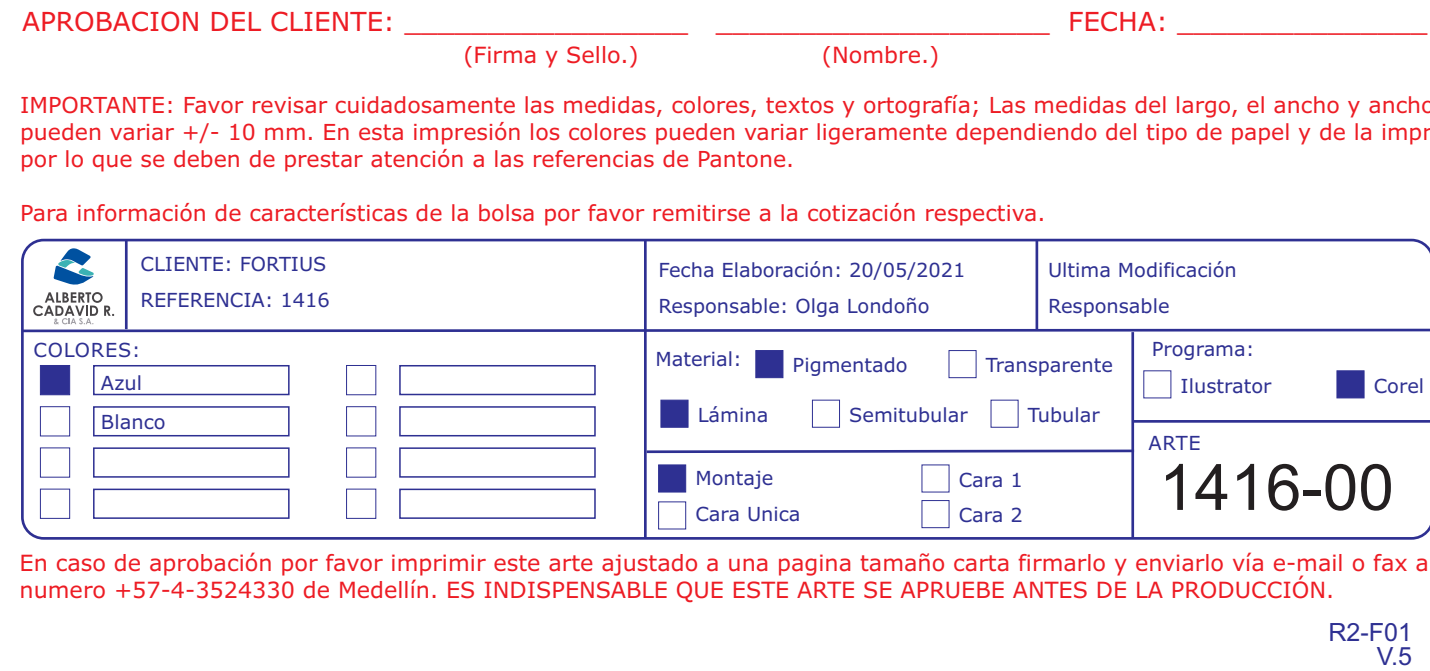 APROBACION DEL CLIENTE: ____________________ ____________________ FECHA: ____________________
(Firma y Sello.) (Nombre.)
IMPORTANTE: Favor revisar cuidadosamente las medidas, colores, textos y ortografía; Las medidas del largo, el ancho y ancho
pueden variar +/- 10 mm. En esta impresión los colores pueden variar ligeramente dependiendo del tipo de papel y de la impr
por lo que se deben de prestar atención a las referencias de Pantone.
Para información de características de la bolsa por favor remitirse a la cotización respectiva.
ALBERTO
CADAVID R.
& CIA S.A.
CLIENTE: FORTIUS
REFERENCIA: 1416
Fecha Elaboración: 20/05/2021
Responsable: Olga Londoño
Ultima Modificación
Responsable
COLORES:
Azul
Blanco
Material: Pigmentado Transparente
Lámina Semitubular Tubular
Montaje Cara 1
Cara Unica Cara 2
Programa:
Ilustrator Corel
ARTE
1416-00
En caso de aprobación por favor imprimir este arte ajustado a una pagina tamaño carta firmarlo y enviarlo vía e-mail o fax a
numero +57-4-3524330 de Medellín. ES INDISPENSABLE QUE ESTE ARTE SE APRUEBE ANTES DE LA PRODUCCIÓN.
R2-F01
V.5